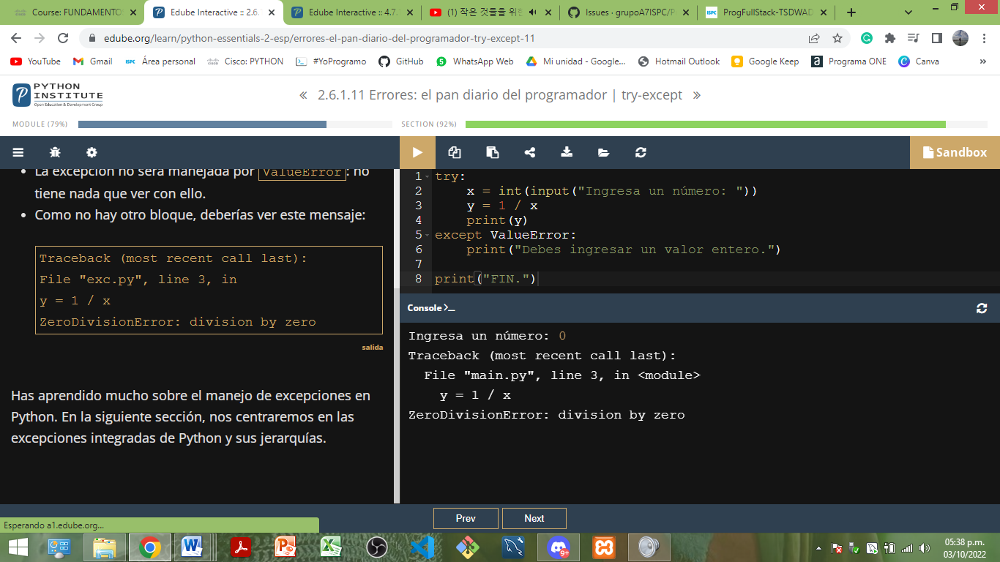 Course: FUNDAMENTO
Edube Interactive :: 2.6.
Edube Interactive :: 4.7.
(1) 작은 것들을 위한
Issues · grupoA7ISPC/P
ISPC ProgFullStack-TSDWAD
edube.org/learn/python-essentials-2-esp/errores-el-pan-diario-del-programador-try-except-11
YouTube
Gmail
ISPC Área personal
Cisco: PYTHON
#YoProgramo
GitHub
5 WhatsApp Web
Mi unidad - Google...
Hotmail Outlook
Google Keep
a Programa ONE
C Canva
»
PYTHON
INSTITUTE
Open Education & Development Group
« 2.6.1.11 Errores: el pan diario del programador | try-except »
MODULE (79%)
SECTION (92%)
Sandbox
La excepción no será manejada por ValueError: no
tiene nada que ver con ello.
Como no hay otro bloque, deberías ver este mensaje:
Traceback (most recent call last):
File "exc.py", line 3, in
y = 1 / x
ZeroDivisionError: division by zero
salida
Has aprendido mucho sobre el manejo de excepciones en
Python. En la siguiente sección, nos centraremos en las
excepciones integradas de Python y sus jerarquías.
1 try:
2 x = int(input("Ingresa un número: "))
3 y = 1 / x
4 print(y)
5 except ValueError:
6 print("Debes ingresar un valor entero.")
7
8 print("FIN.")
Console >_
Ingresa un número: 0
Traceback (most recent call last):
File "main.py", line 3, in <module>
y = 1 / x
ZeroDivisionError: division by zero
Prev
Next
Esperando a1.edube.org...
9+
05:38 p.m.
03/10/2022